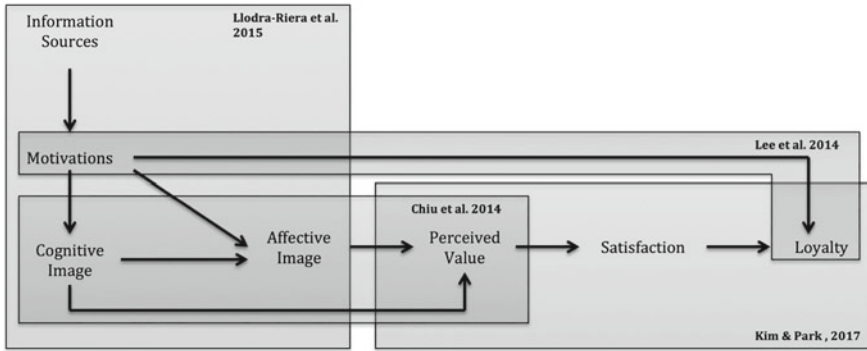 Information
Sources
Llodra-Riera et al.
2015
Motivations
Lee et al. 2014
Chiu et al. 2014
Cognitive
Image
Affective
Image
Perceived
Value
Satisfaction
Loyalty
Kim & Park , 2017